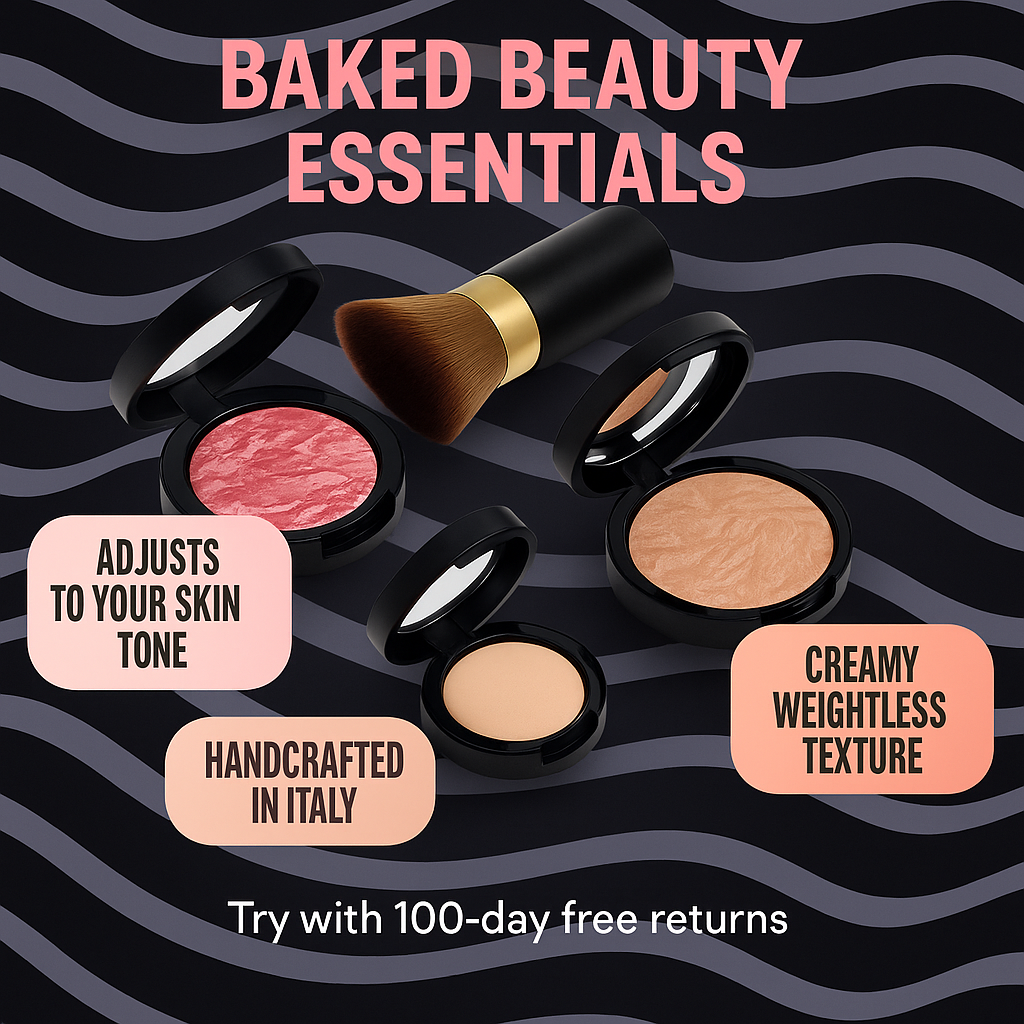 BAKED BEAUTY
ESSENTIALS
ADJUSTS
TO YOUR SKIN
TONE
HANDCRAFTED
IN ITALY
CREAMY
WEIGHTLESS
TEXTURE
Try with 100-day free returns